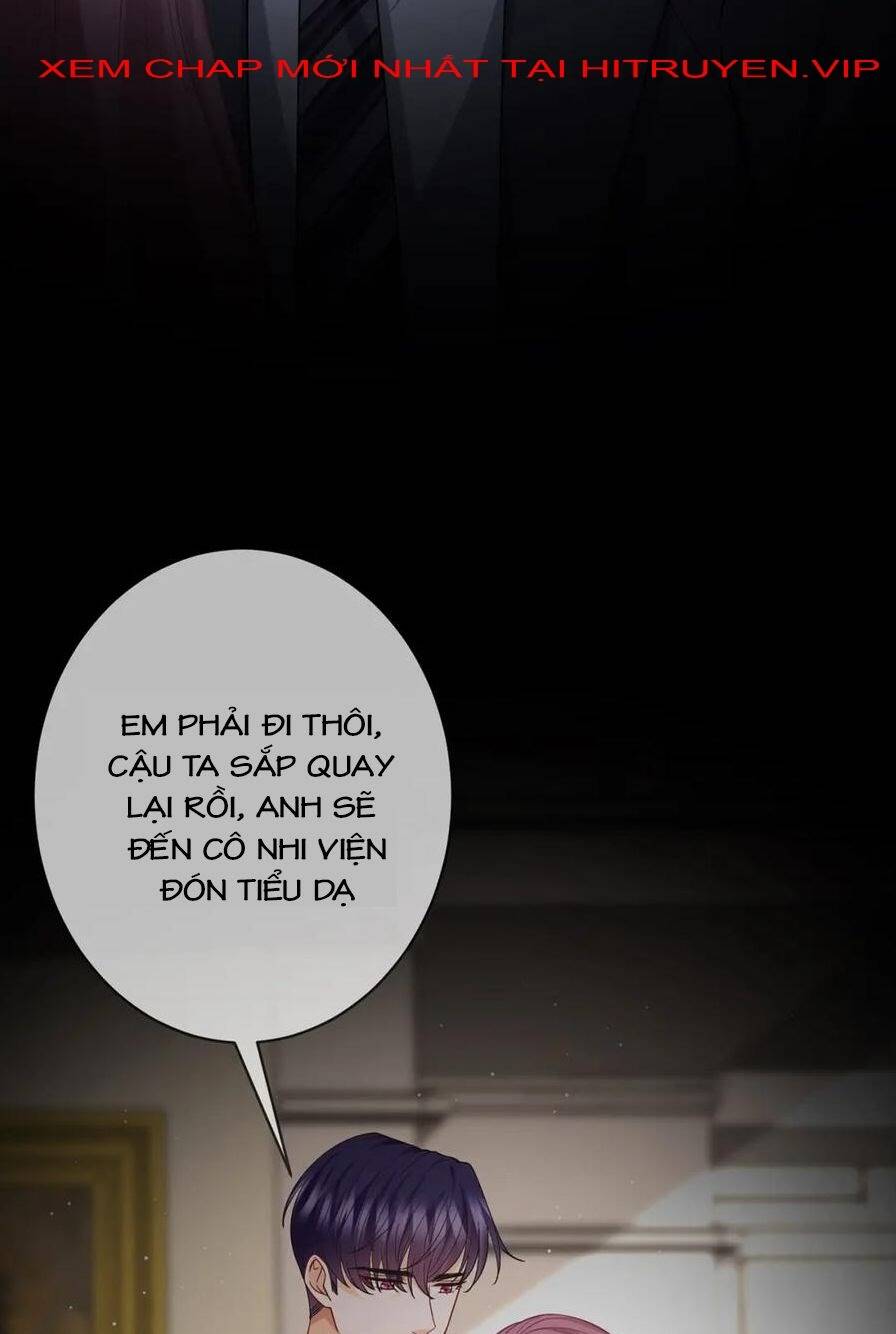 XEM CHAP MỚI NHẤT TẠI HITRUYEN.VIP
EM PHẢI ĐI THÔI,
CẬU TA SẮP QUAY
LẠI RỒI, ANH SẼ
ĐẾN CÔ NHI VIỆN
ĐÓN TIỂU DẠ